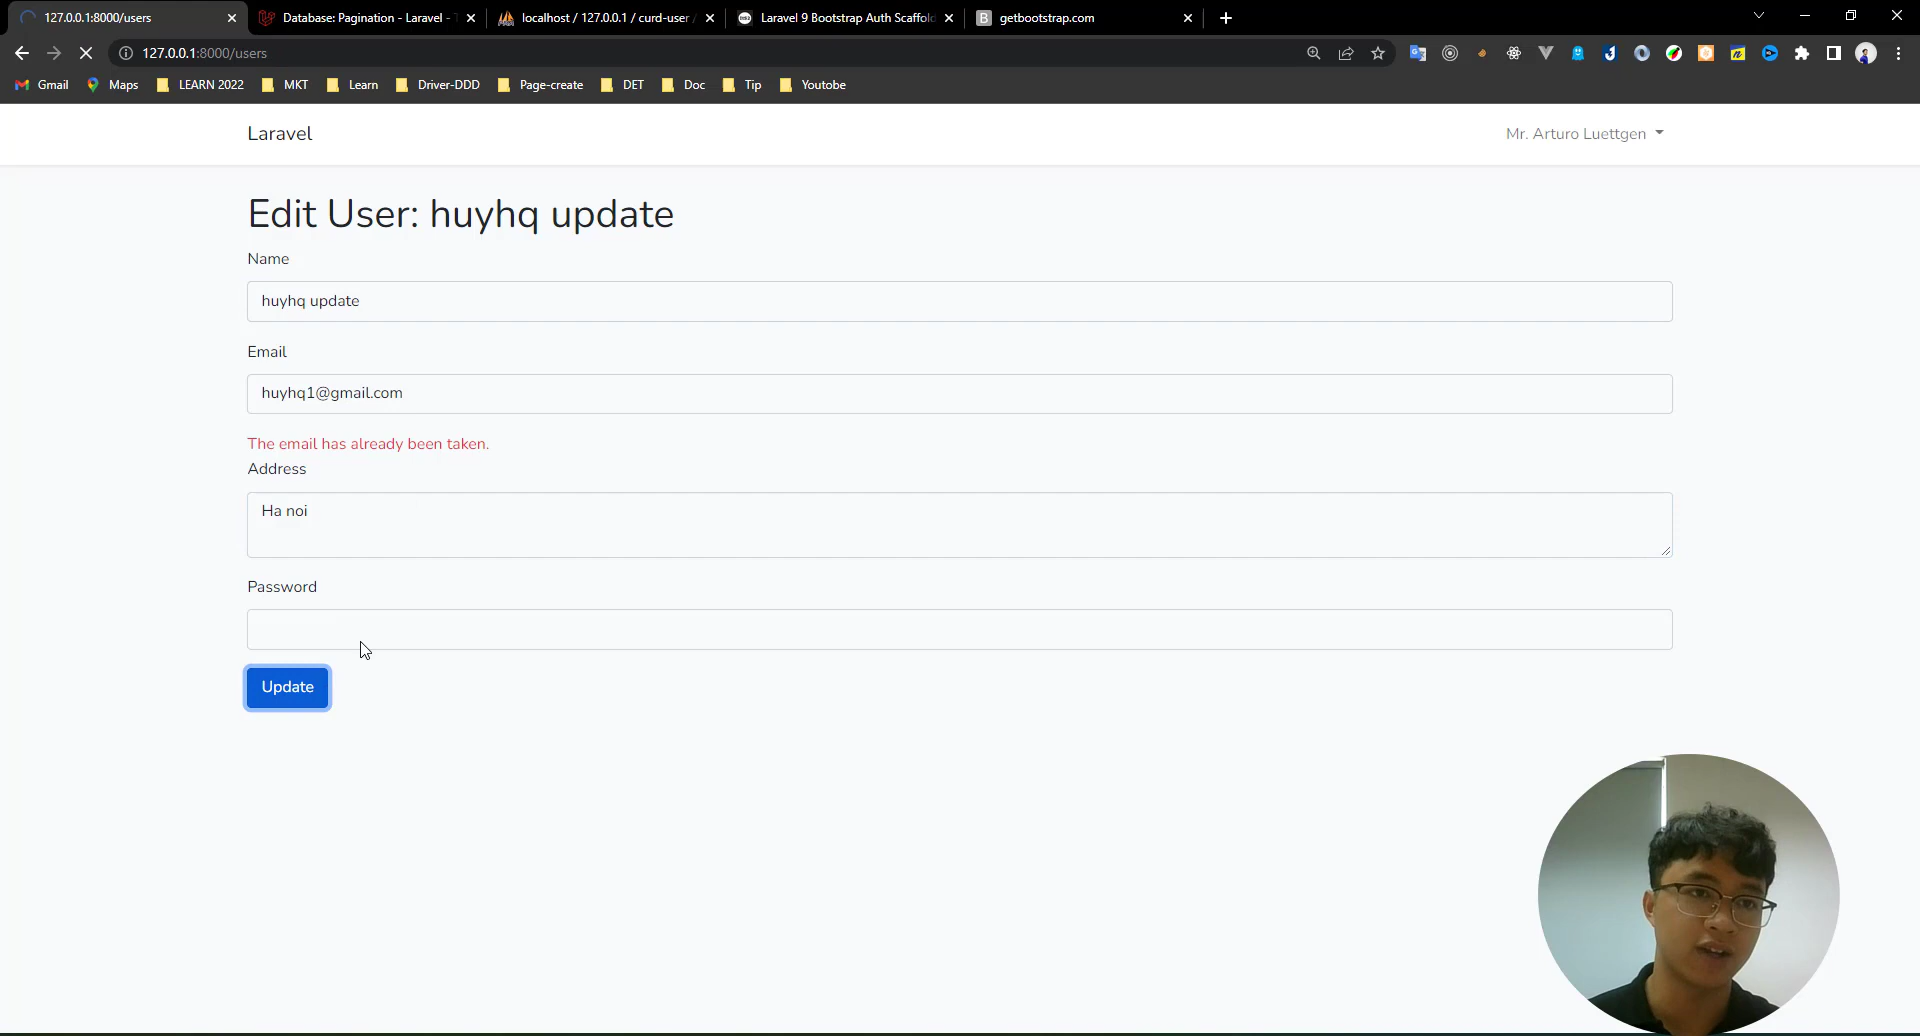 127.0.0.1:8000/users
Database: Pagination - Laravel -
localhost / 127.0.0.1 / curd-user /
Laravel 9 Bootstrap Auth Scaffold
getbootstrap.com
127.0.0.1:8000/users
Gmail
Maps
LEARN 2022
MKT
Learn
Driver-DDD
Page-create
DET
Doc
Tip
Youtube
Laravel
Mr. Arturo Luettgen
Edit User: huyhq update
Name
huyhq update
Email
huyhq1@gmail.com
The email has already been taken.
Address
Ha noi
Password
Update